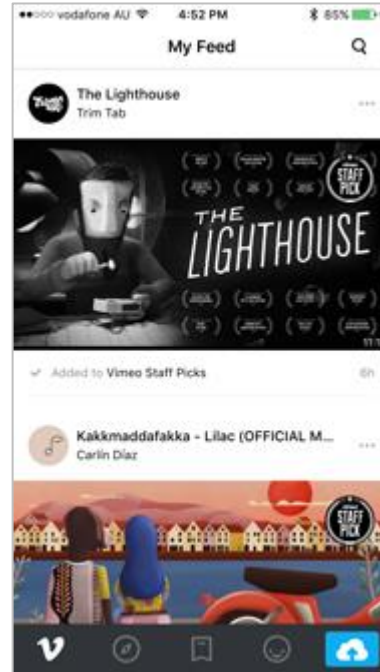 vodafone AU 4:52 PM 85%
My Feed
The Lighthouse
Trim Tab
THE
LIGHTHOUSE
STAFF
PICK
Added to Vimeo Staff Picks 6h
Kakkmaddafakka - Lilac (OFFICIAL M...
Carlín Díaz
STAFF
PICK